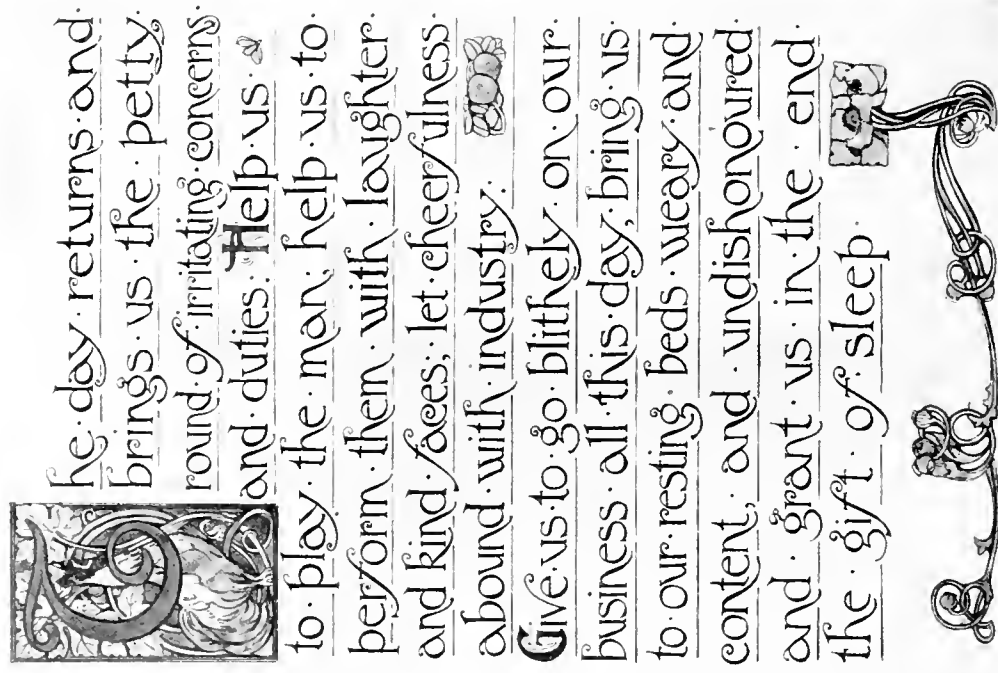 The · day · returns · and ·
brings · us · the · petty ·
round · of · irritating · concerns ·
and · duties · Help · us ·
to · play · the · man; help · us · to ·
perform · them · with · laughter
and kind · faces; let · cheerfulness
abound · with · industry ·
Give · us · to · go · blithely · on · our ·
business · all · this · day, bring · us ·
to · our · resting · beds · weary · and
content, · and · undishonoured
and · grant · us · in · the · end
the · gift · of · sleep ·